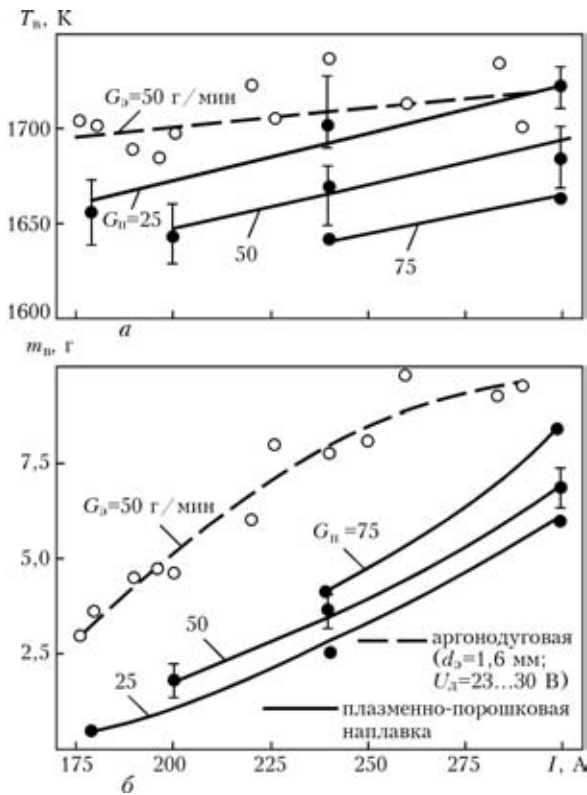 Tв, К
Gэ=50 г/мин
1700
Gп=25
1650
50
75
1600
а
mв, г
7,5
Gэ=50 г/мин
Gп =75
5,0
50
2,5
25
аргонодуговая
(dэ=1,6 мм;
Uд=23...30 В)
плазменно-порошковая
наплавка
175 200 225 250 275 I, А
б